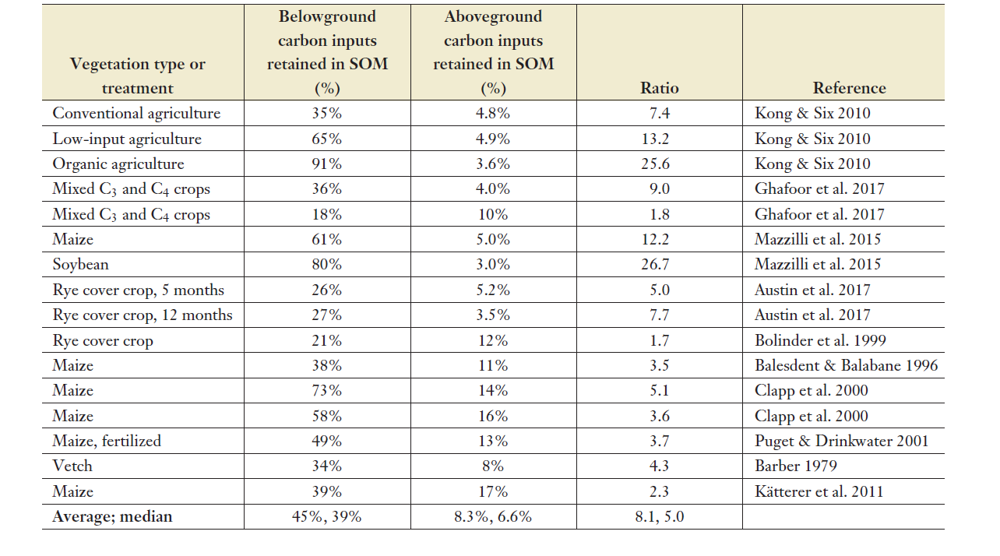 Vegetation type or treatment | Belowground carbon inputs retained in SOM (%) | Aboveground carbon inputs retained in SOM (%) | Ratio | Reference
Conventional agriculture | 35% | 4.8% | 7.4 | Kong & Six 2010
Low-input agriculture | 65% | 4.9% | 13.2 | Kong & Six 2010
Organic agriculture | 91% | 3.6% | 25.6 | Kong & Six 2010
Mixed C3 and C4 crops | 36% | 4.0% | 9.0 | Ghafoor et al. 2017
Mixed C3 and C4 crops | 18% | 10% | 1.8 | Ghafoor et al. 2017
Maize | 61% | 5.0% | 12.2 | Mazzilli et al. 2015
Soybean | 80% | 3.0% | 26.7 | Mazzilli et al. 2015
Rye cover crop, 5 months | 26% | 5.2% | 5.0 | Austin et al. 2017
Rye cover crop, 12 months | 27% | 3.5% | 7.7 | Austin et al. 2017
Rye cover crop | 21% | 12% | 1.7 | Bolinder et al. 1999
Maize | 38% | 11% | 3.5 | Balesdent & Balabane 1996
Maize | 73% | 14% | 5.1 | Clapp et al. 2000
Maize | 58% | 16% | 3.6 | Clapp et al. 2000
Maize, fertilized | 49% | 13% | 3.7 | Puget & Drinkwater 2001
Vetch | 34% | 8% | 4.3 | Barber 1979
Maize | 39% | 17% | 2.3 | Kätterer et al. 2011
Average; median | 45%, 39% | 8.3%, 6.6% | 8.1, 5.0